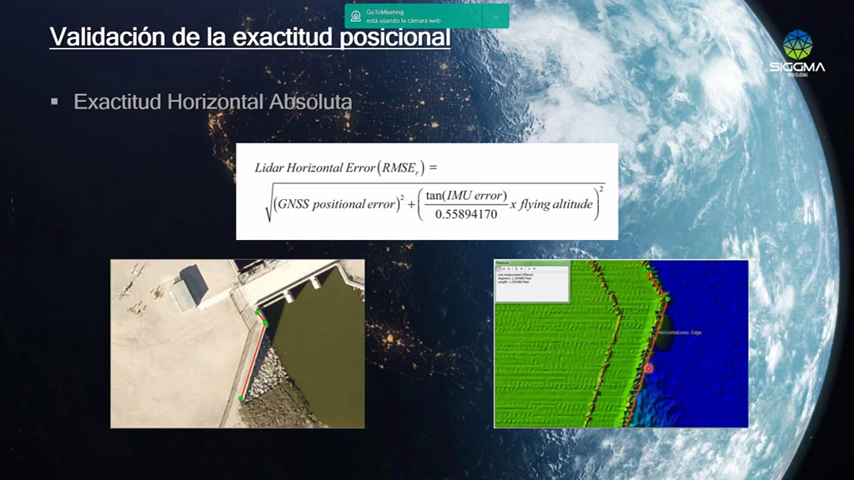 GoToMeeting
está usando la cámara web
Validación de la exactitud posicional
SIGGMA
▪ Exactitud Horizontal Absoluta
Lidar Horizontal Error (RMSEr) =
√((GNSS positional error)² + (tan(IMU error)/0.55894170 x flying altitude)²)